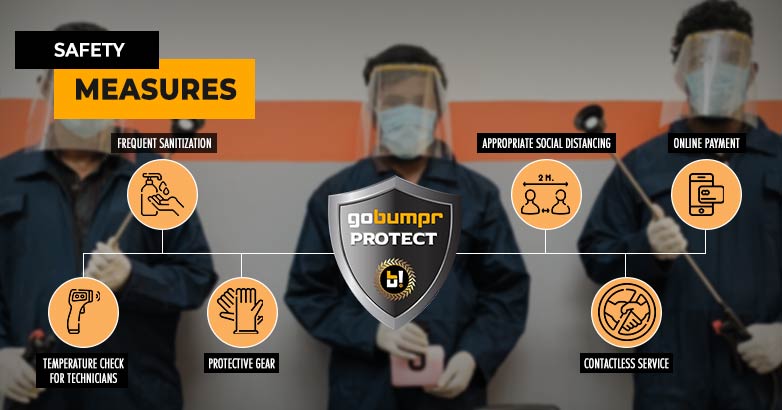 SAFETY
MEASURES
FREQUENT SANITIZATION
APPROPRIATE SOCIAL DISTANCING
ONLINE PAYMENT
2 M.
gobumpr
PROTECT
b!
TEMPERATURE CHECK
FOR TECHNICIANS
PROTECTIVE GEAR
CONTACTLESS SERVICE